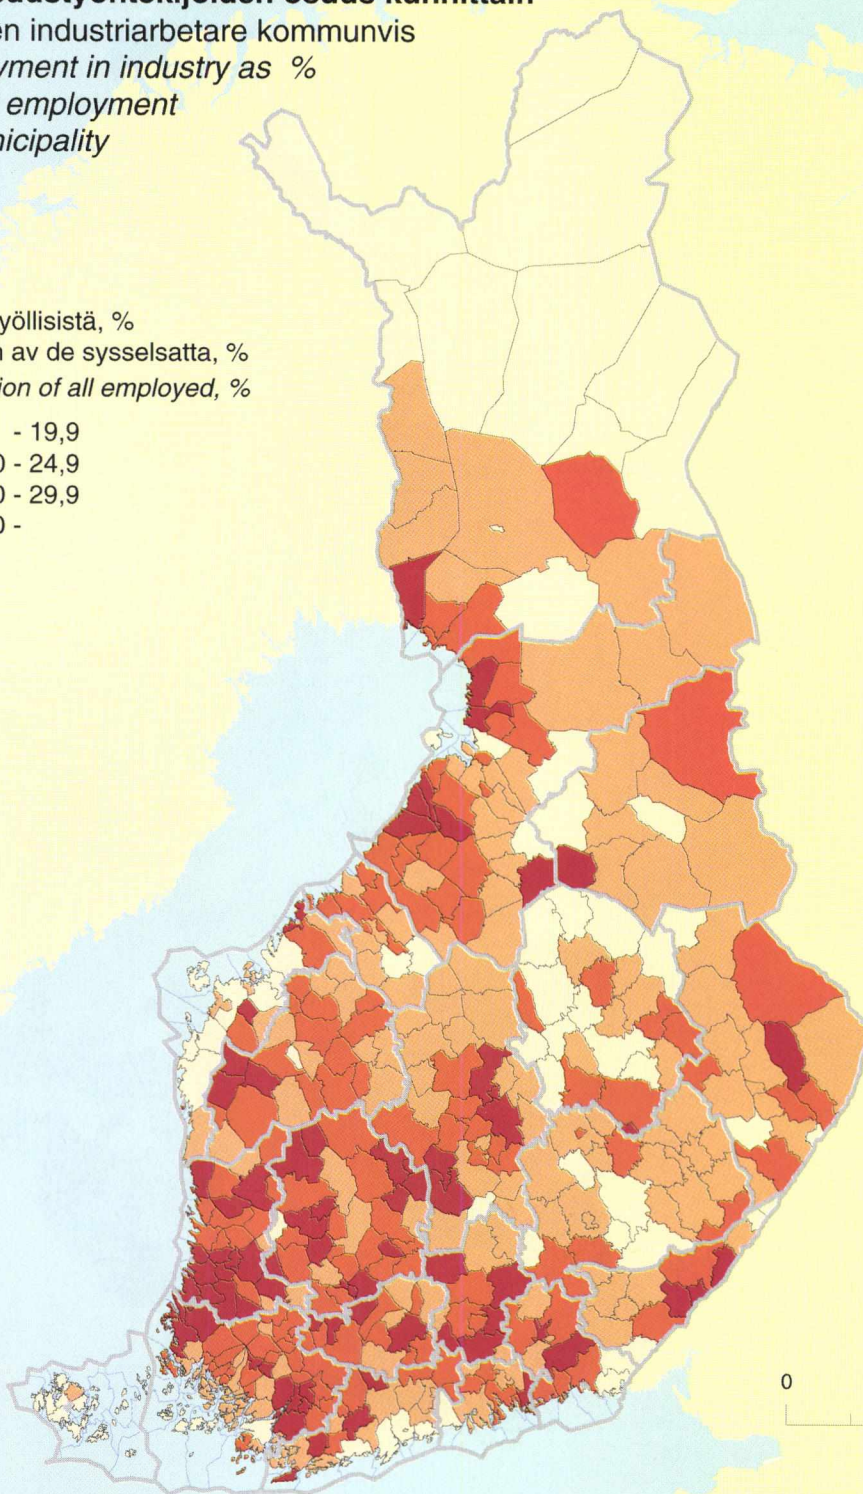 kunnittain
en industriarbetare kommunvis
yment in industry as %
employment
nicipality
yöllisistä, %
av de sysselsatta, %
ion of all employed, %
- 19,9
0 - 24,9
0 - 29,9
0 -
0